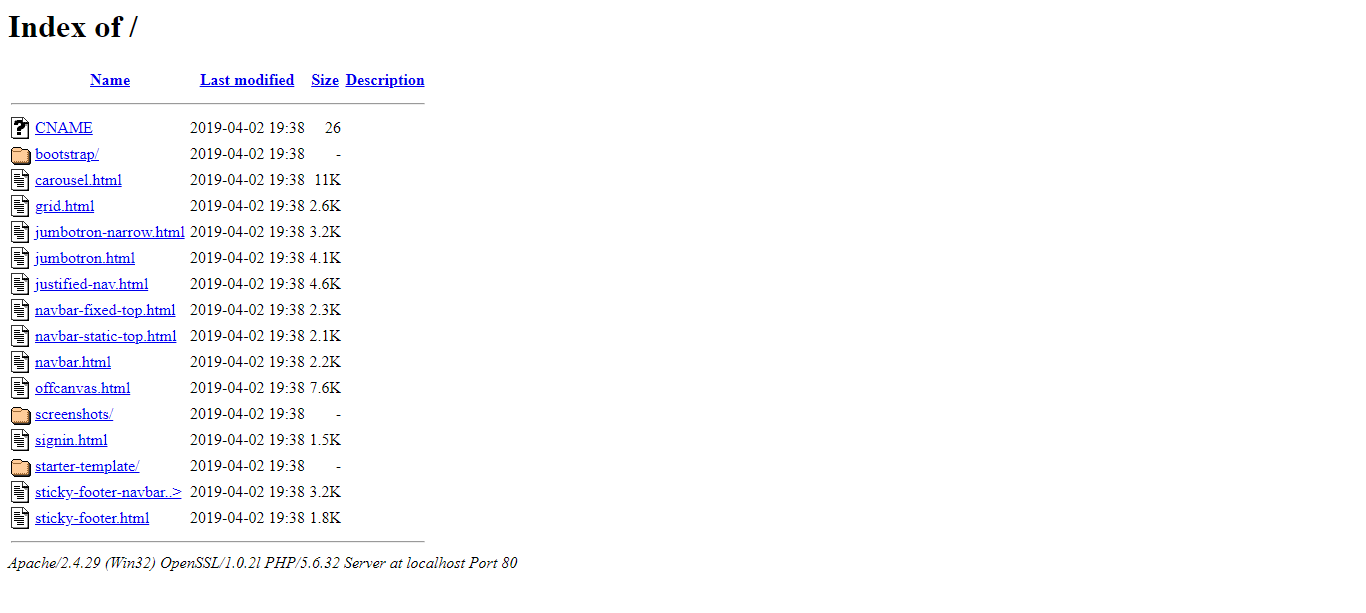 Index of /
Name Last modified Size Description
CNAME 2019-04-02 19:38 26
bootstrap/ 2019-04-02 19:38 -
carousel.html 2019-04-02 19:38 11K
grid.html 2019-04-02 19:38 2.6K
jumbotron-narrow.html 2019-04-02 19:38 3.2K
jumbotron.html 2019-04-02 19:38 4.1K
justified-nav.html 2019-04-02 19:38 4.6K
navbar-fixed-top.html 2019-04-02 19:38 2.3K
navbar-static-top.html 2019-04-02 19:38 2.1K
navbar.html 2019-04-02 19:38 2.2K
offcanvas.html 2019-04-02 19:38 7.6K
screenshots/ 2019-04-02 19:38 -
signin.html 2019-04-02 19:38 1.5K
starter-template/ 2019-04-02 19:38 -
sticky-footer-navbar..> 2019-04-02 19:38 3.2K
sticky-footer.html 2019-04-02 19:38 1.8K
Apache/2.4.29 (Win32) OpenSSL/1.0.2l PHP/5.6.32 Server at localhost Port 80